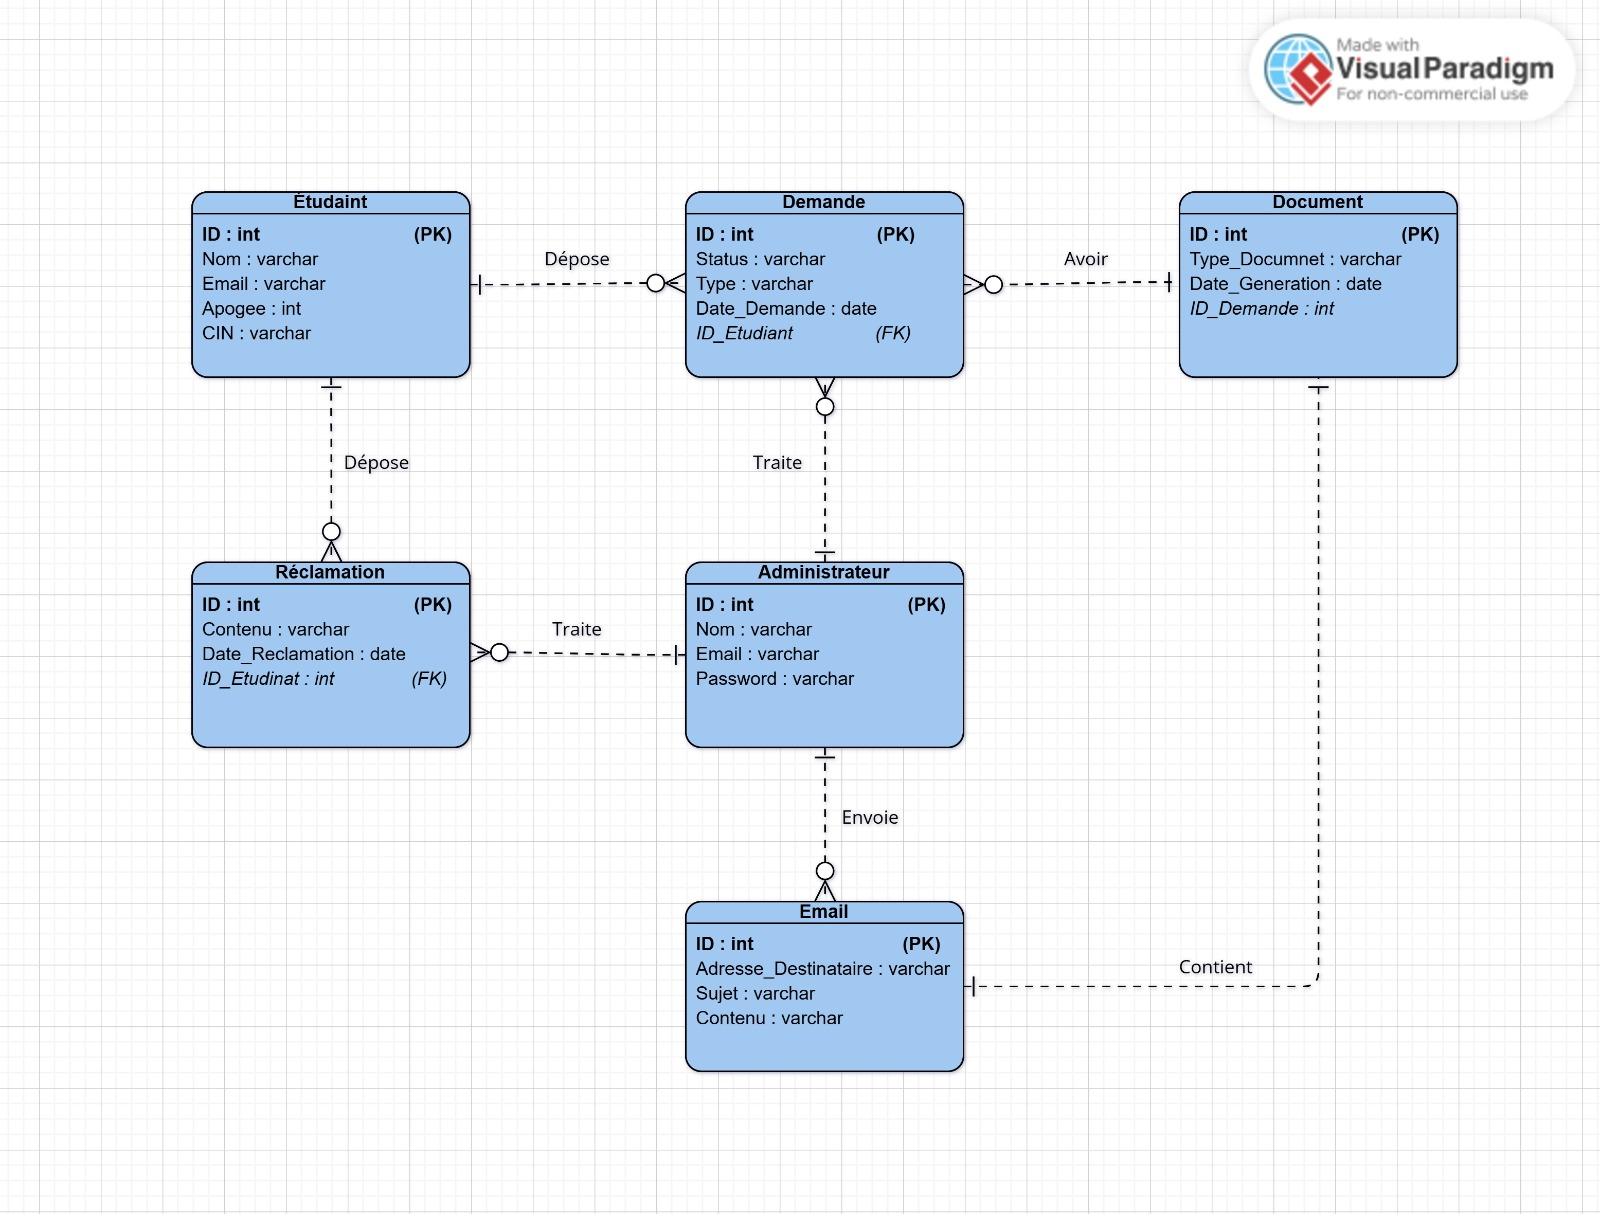 Made with
Visual Paradigm
For non-commercial use
Étudaint
ID : int (PK)
Nom : varchar
Email : varchar
Apogee : int
CIN : varchar
Dépose
Demande
ID : int (PK)
Status : varchar
Type : varchar
Date_Demande : date
ID_Etudiant (FK)
Avoir
Document
ID : int (PK)
Type_Documnet : varchar
Date_Generation : date
ID_Demande : int
Dépose
Traite
Réclamation
ID : int (PK)
Contenu : varchar
Date_Reclamation : date
ID_Etudinat : int (FK)
Traite
Administrateur
ID : int (PK)
Nom : varchar
Email : varchar
Password : varchar
Envoie
Email
ID : int (PK)
Adresse_Destinataire : varchar
Sujet : varchar
Contenu : varchar
Contient